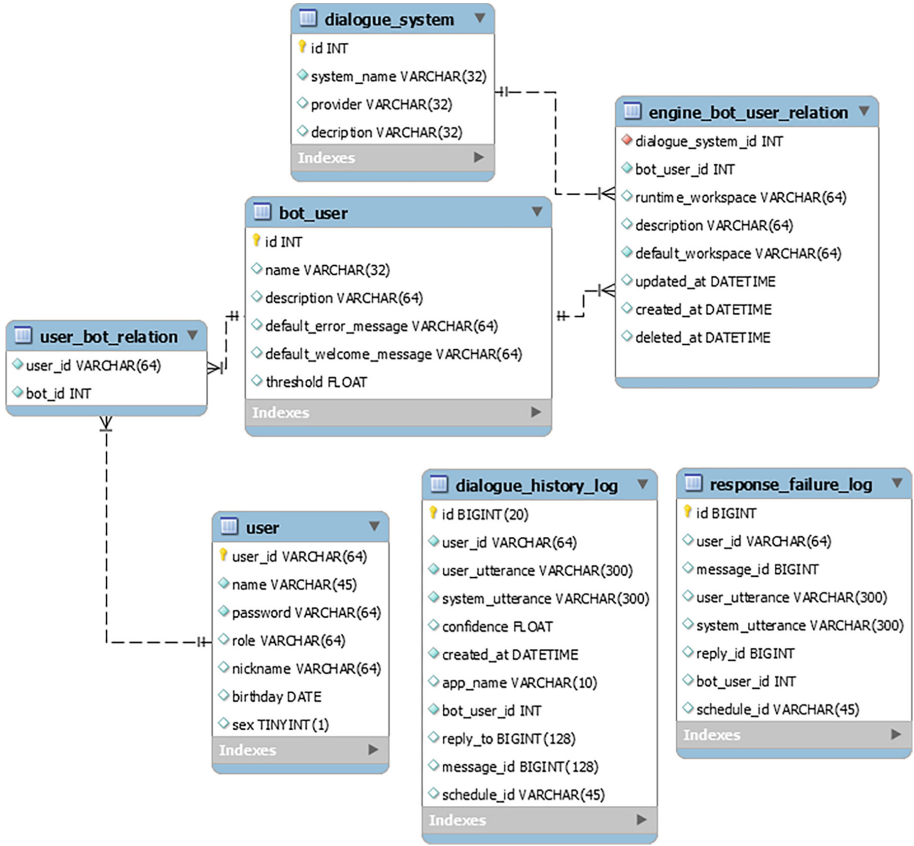 dialogue_system
id INT
system_name VARCHAR(32)
provider VARCHAR(32)
decription VARCHAR(32)
Indexes
engine_bot_user_relation
dialogue_system_id INT
bot_user_id INT
runtime_workspace VARCHAR(64)
description VARCHAR(64)
default_workspace VARCHAR(64)
updated_at DATETIME
created_at DATETIME
deleted_at DATETIME
bot_user
id INT
name VARCHAR(32)
description VARCHAR(64)
default_error_message VARCHAR(64)
default_welcome_message VARCHAR(64)
threshold FLOAT
Indexes
user_bot_relation
user_id VARCHAR(64)
bot_id INT
user
user_id VARCHAR(64)
name VARCHAR(45)
password VARCHAR(64)
role VARCHAR(64)
nickname VARCHAR(64)
birthday DATE
sex TINYINT(1)
Indexes
dialogue_history_log
id BIGINT(20)
user_id VARCHAR(64)
user_utterance VARCHAR(300)
system_utterance VARCHAR(300)
confidence FLOAT
created_at DATETIME
app_name VARCHAR(10)
bot_user_id INT
reply_to BIGINT(128)
message_id BIGINT(128)
schedule_id VARCHAR(45)
Indexes
response_failure_log
id BIGINT
user_id VARCHAR(64)
message_id BIGINT
user_utterance VARCHAR(300)
system_utterance VARCHAR(300)
reply_id BIGINT
bot_user_id INT
schedule_id VARCHAR(45)
Indexes